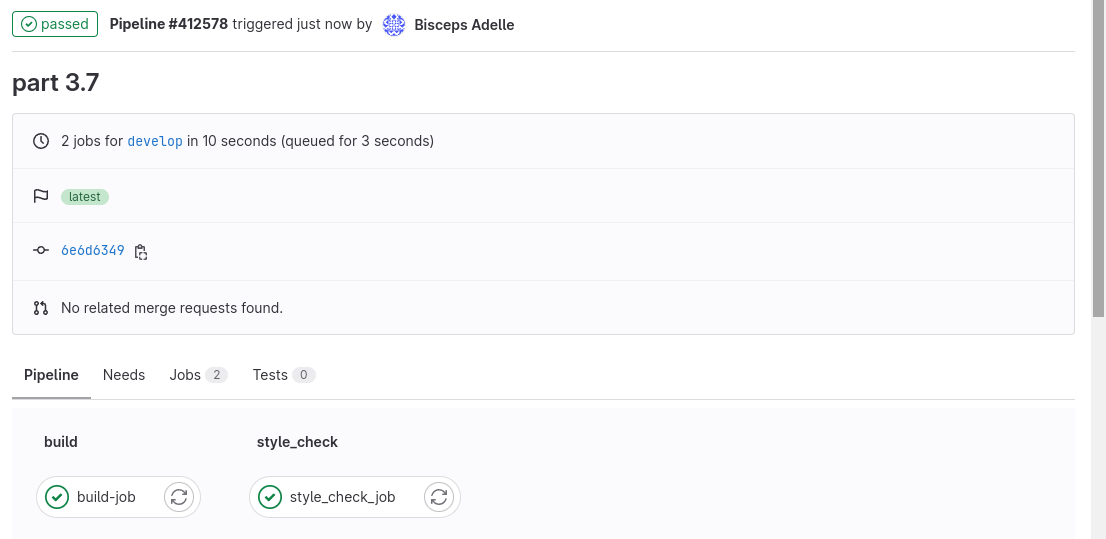 passed Pipeline #412578 triggered just now by Bisceps Adelle
part 3.7
2 jobs for develop in 10 seconds (queued for 3 seconds)
latest
6e6d6349
No related merge requests found.
Pipeline Needs Jobs 2 Tests 0
build style_check
build-job style_check_job